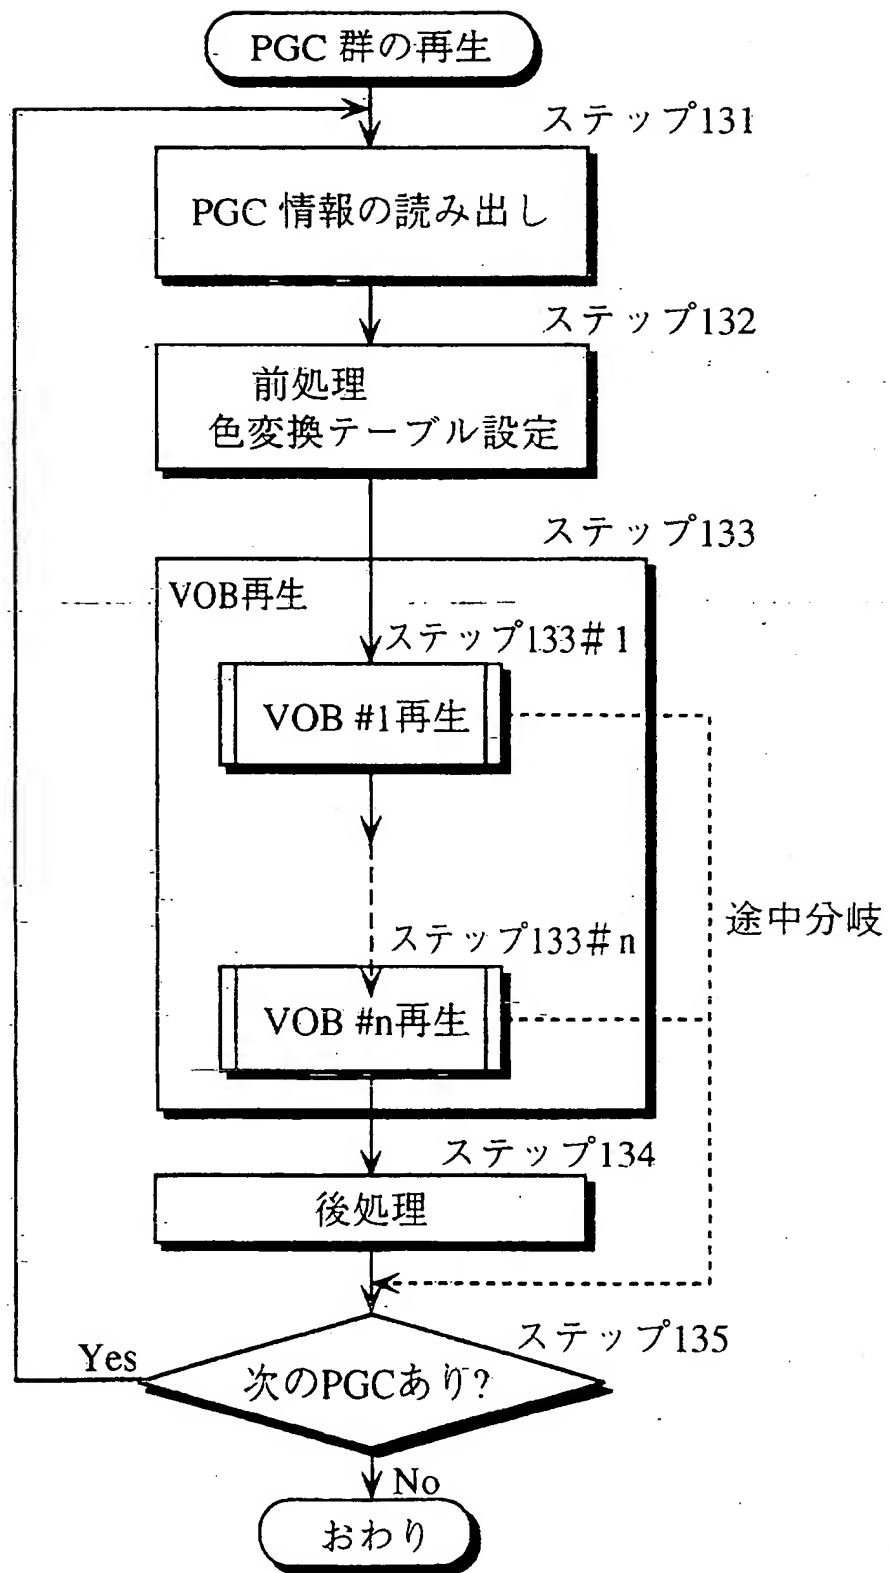 PGC 群の再生
ステップ131
PGC 情報の読み出し
ステップ132
前処理
色変換テーブル設定
ステップ133
VOB再生
ステップ133#1
VOB #1再生
途中分岐
ステップ133#n
VOB #n再生
ステップ134
後処理
ステップ135
Yes
次のPGCあり?
No
おわり